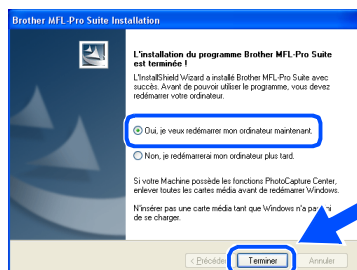 Brother MFL-Pro Suite Installation
L'installation du programme Brother MFL-Pro Suite
est terminée !
L'InstallShield Wizard a installé Brother MFL-Pro Suite avec
succès. Avant de pouvoir utiliser le programme, vous devez
redémarrer votre ordinateur.
Oui, je veux redémarrer mon ordinateur maintenant.
Non, je redémarrerai mon ordinateur plus tard.
Si votre Machine possède les fonctions PhotoCapture Center,
enlever toutes les cartes média avant de redémarrer Windows.
N'insérez pas une carte média tant que Windows n'a
de se charger.
< Précéder
Terminer
Annuler